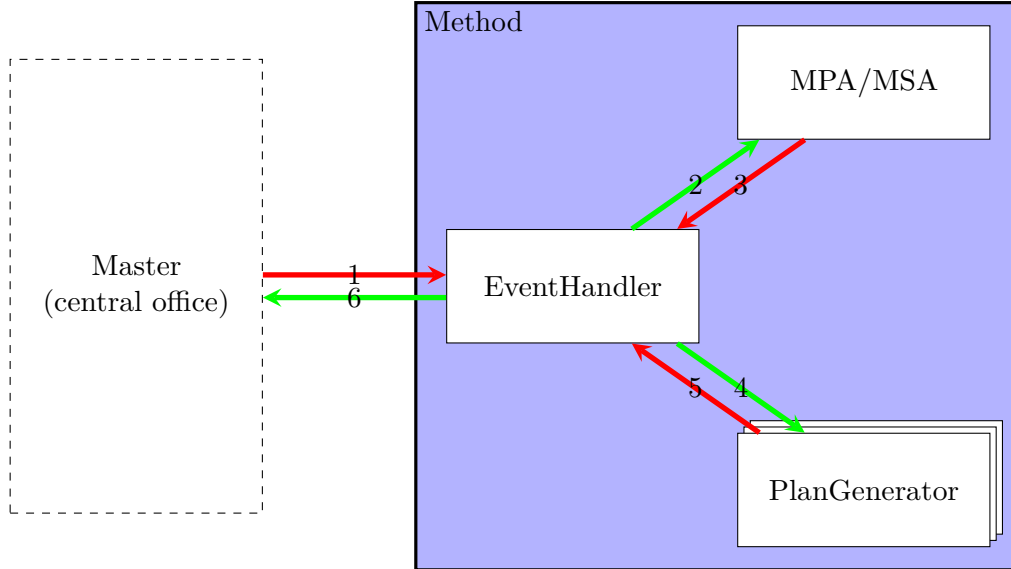 Method
MPA/MSA
2
3
Master
(central office)
1
6
EventHandler
5
4
PlanGenerator